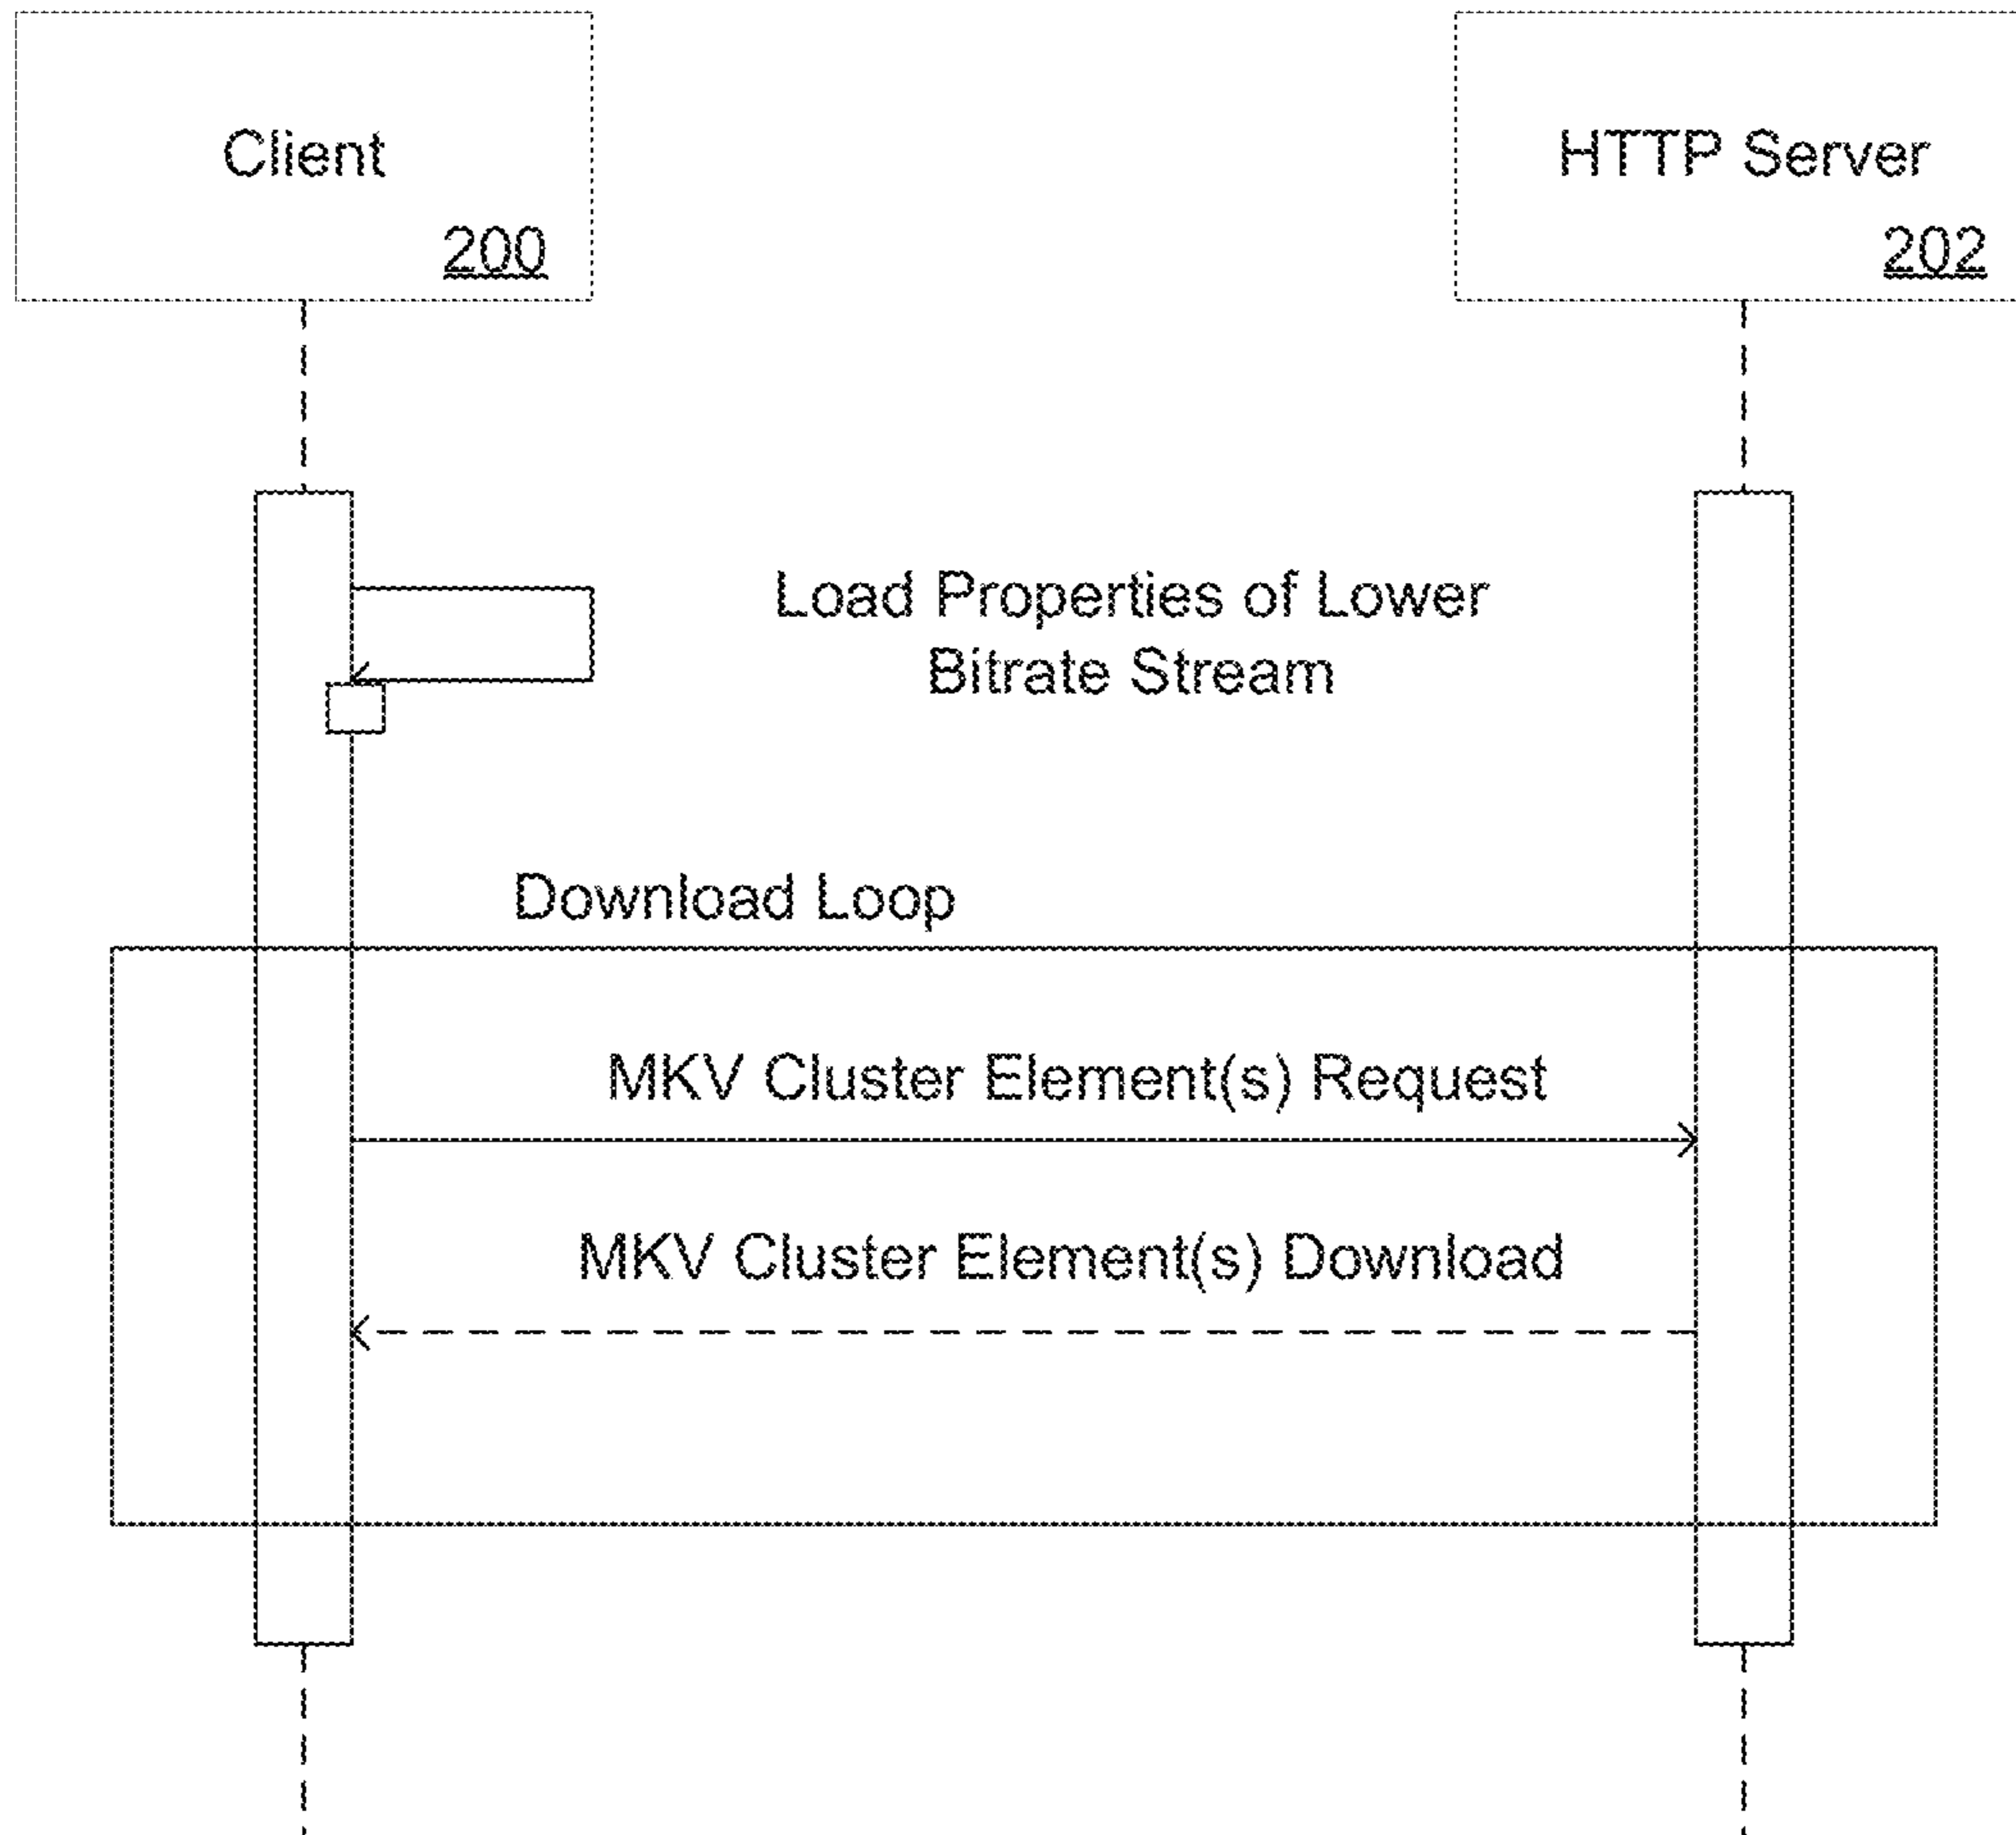 Client
200
HTTP Server
202
Load Properties of Lower
Bitrate Stream
Download Loop
MKV Cluster Element(s) Request
MKV Cluster Element(s) Download